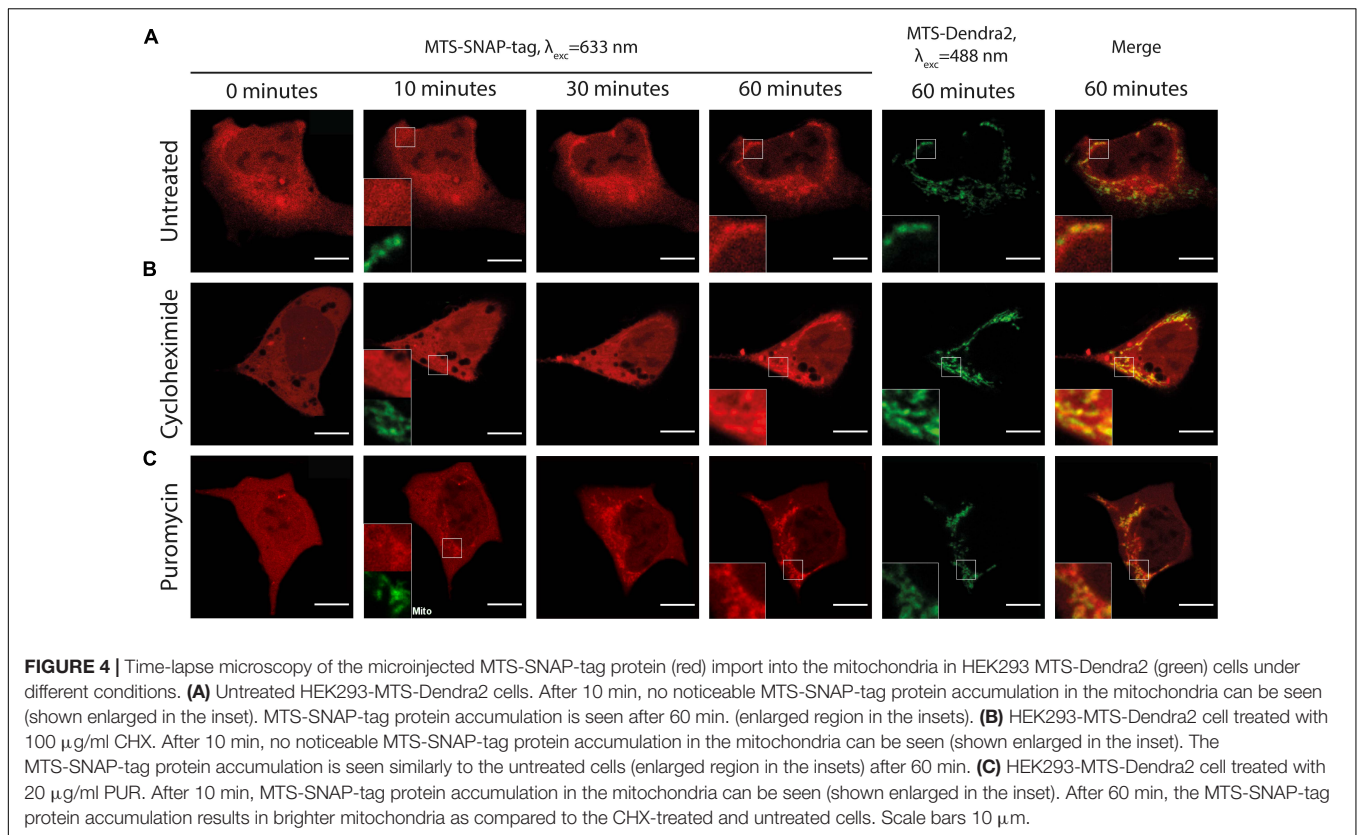 A
MTS-SNAP-tag, λexc=633 nm
MTS-Dendra2,
λexc=488 nm
Merge
0 minutes
10 minutes
30 minutes
60 minutes
60 minutes
60 minutes
Untreated
B
Cycloheximide
C
Puromycin
Mito
FIGURE 4 | Time-lapse microscopy of the microinjected MTS-SNAP-tag protein (red) import into the mitochondria in HEK293 MTS-Dendra2 (green) cells under
different conditions. (A) Untreated HEK293-MTS-Dendra2 cells. After 10 min, no noticeable MTS-SNAP-tag protein accumulation in the mitochondria can be seen
(shown enlarged in the inset). MTS-SNAP-tag protein accumulation is seen after 60 min. (enlarged region in the insets). (B) HEK293-MTS-Dendra2 cell treated with
100 μg/ml CHX. After 10 min, no noticeable MTS-SNAP-tag protein accumulation in the mitochondria can be seen (shown enlarged in the inset). The
MTS-SNAP-tag protein accumulation is seen similarly to the untreated cells (enlarged region in the insets) after 60 min. (C) HEK293-MTS-Dendra2 cell treated with
20 μg/ml PUR. After 10 min, MTS-SNAP-tag protein accumulation in the mitochondria can be seen (shown enlarged in the inset). After 60 min, the MTS-SNAP-tag
protein accumulation results in brighter mitochondria as compared to the CHX-treated and untreated cells. Scale bars 10 μm.